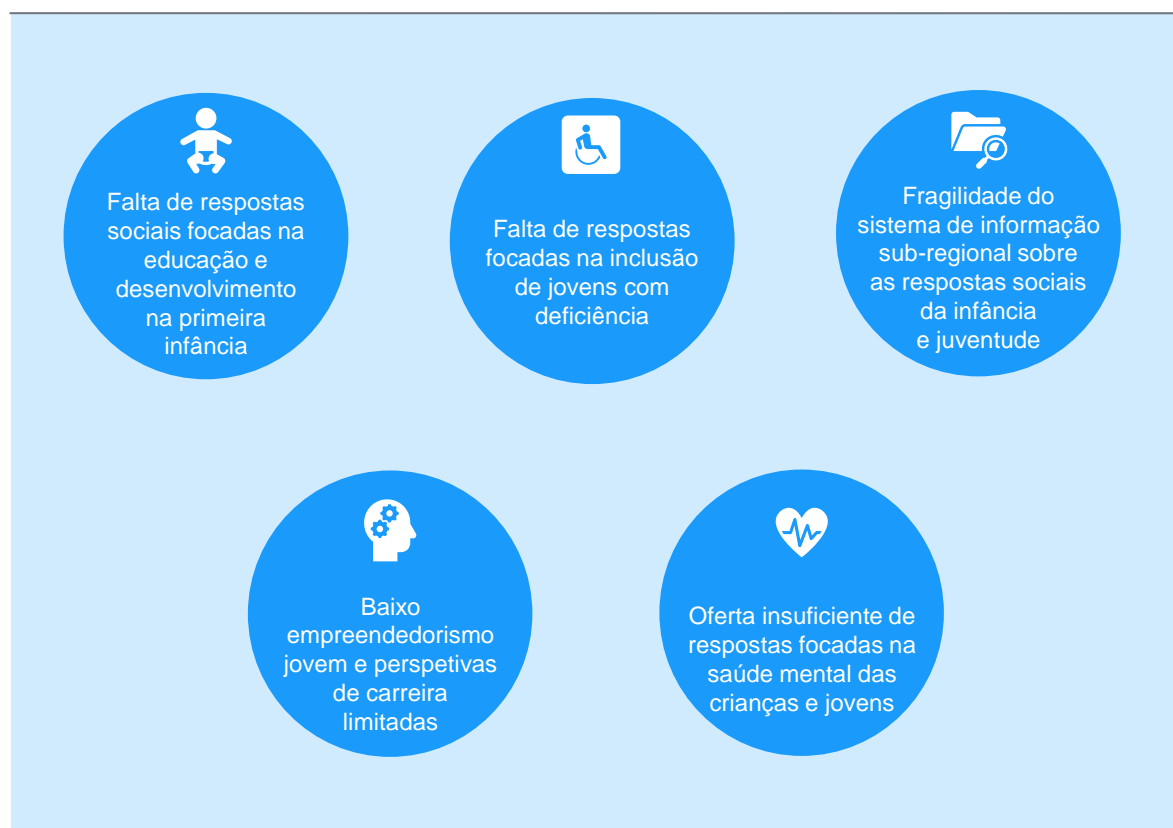 Falta de respostas
sociais focadas na
educação e
desenvolvimento
na primeira
infância
Falta de respostas
focadas na inclusão
de jovens com
deficiência
Fragilidade do
sistema de informação
sub-regional sobre
as respostas sociais
da infância
e juventude
Baixo
empreendedorismo
jovem e perspetivas
de carreira
limitadas
Oferta insuficiente de
respostas focadas na
saúde mental das
crianças e jovens